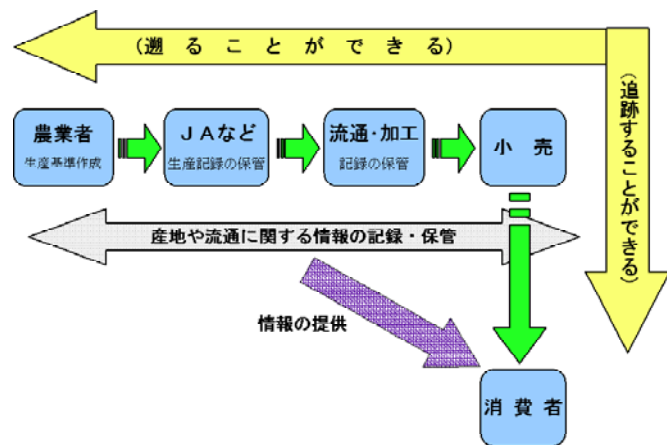 (遡ることができる)
(追跡することができる)
農業者
生産基準作成
JAなど
生産記録の保管
流通・加工
記録の保管
小売
産地や流通に関する情報の記録・保管
情報の提供
消費者